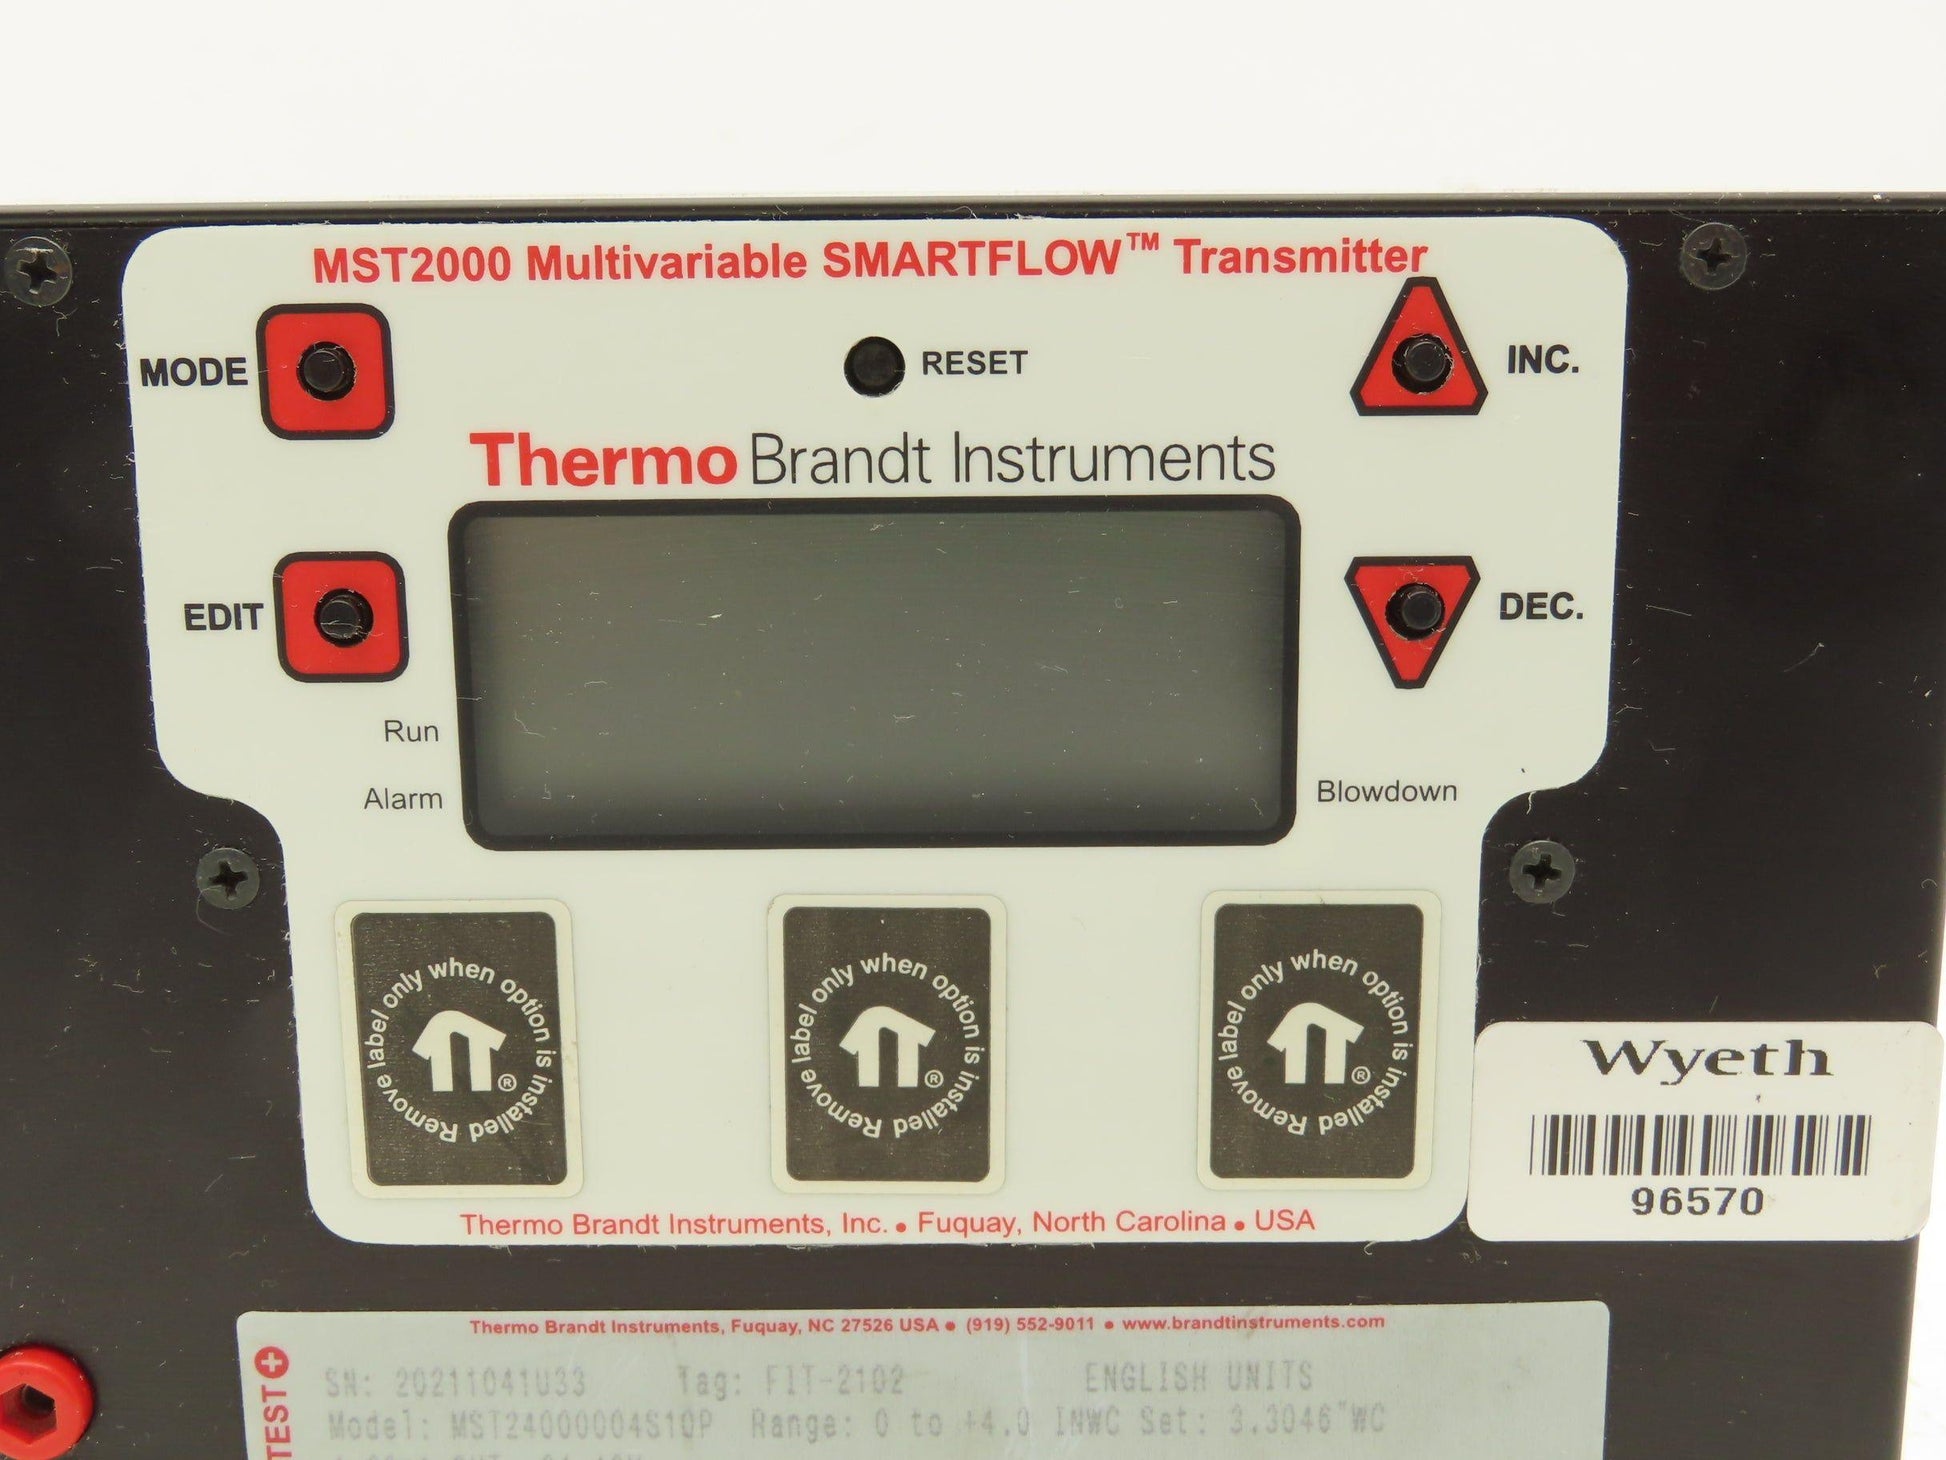 MST2000 Multivariable SMARTFLOW™ Transmitter
MODE
RESET
INC.
Thermo Brandt Instruments
EDIT
DEC.
Run
Alarm
Blowdown
Remove label only when option is installed
®
Remove label only when option is installed
®
Remove label only when option is installed
®
Wyeth
96570
Thermo Brandt Instruments, Inc. • Fuquay, North Carolina • USA
Thermo Brandt Instruments, Fuquay, NC 27526 USA • (919) 552-9011 • www.brandtinstruments.com
TEST
SN: 20211041U33 Tag: FIT-2102 ENGLISH UNITS
Model: MST24000004S10P Range: 0 to +4.0 INWC Set: 3.3046"WC